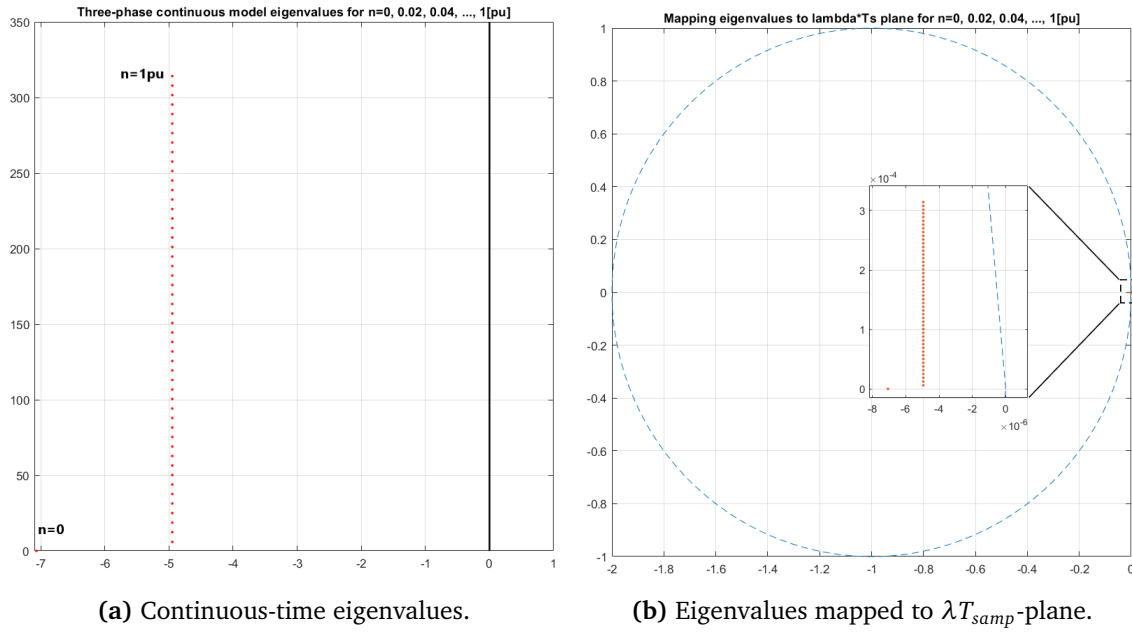 Three-phase continuous model eigenvalues for n=0, 0.02, 0.04, ..., 1[pu]
350
300
250
200
150
100
50
0
n=1pu
n=0
-7 -6 -5 -4 -3 -2 -1 0 1
(a) Continuous-time eigenvalues.
Mapping eigenvalues to lambda*Ts plane for n=0, 0.02, 0.04, ..., 1[pu]
1
0.8
0.6
0.4
0.2
0
-0.2
-0.4
-0.6
-0.8
-1
×10⁻⁴
3
2
1
0
-8 -6 -4 -2 0
×10⁻⁶
-2 -1.8 -1.6 -1.4 -1.2 -1 -0.8 -0.6 -0.4 -0.2 0
(b) Eigenvalues mapped to λT_samp-plane.